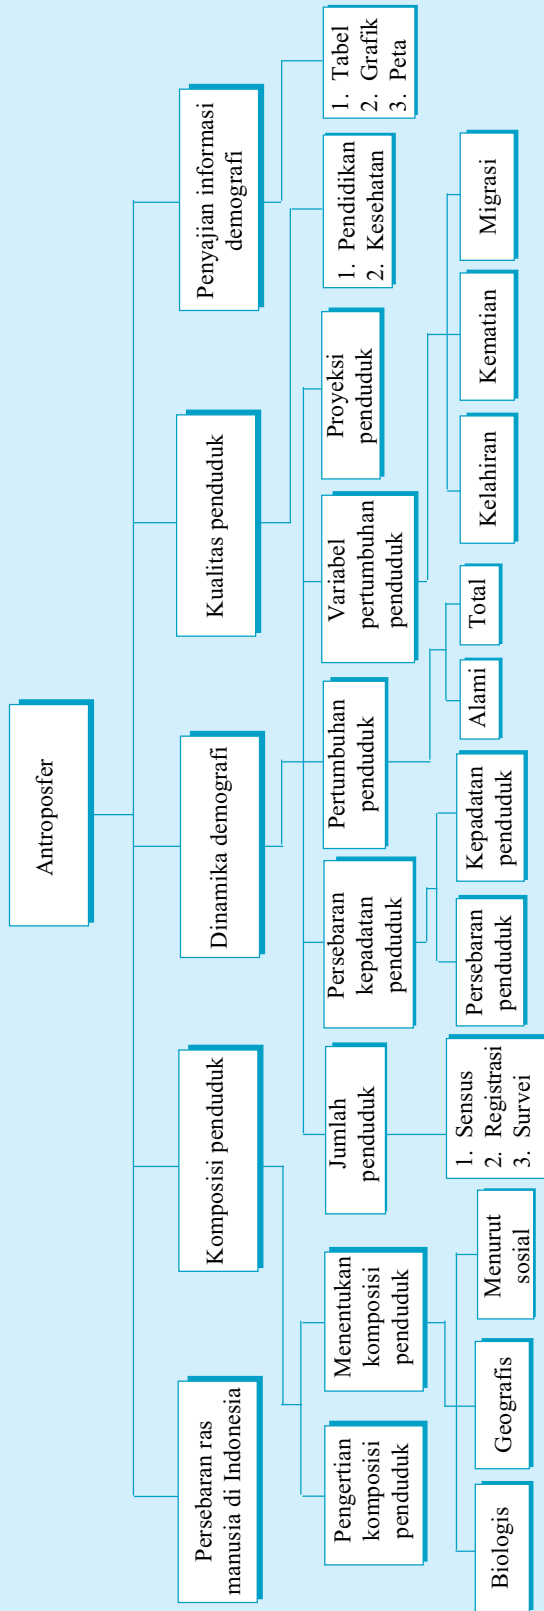 Antroposfer
Persebaran ras
manusia di Indonesia
Komposisi penduduk
Dinamika demografi
Kualitas penduduk
Penyajian informasi
demografi
Pengertian
komposisi
penduduk
Menentukan
komposisi
penduduk
Jumlah
penduduk
Persebaran
kepadatan
penduduk
Pertumbuhan
penduduk
Variabel
pertumbuhan
penduduk
Proyeksi
penduduk
1. Pendidikan
2. Kesehatan
1. Tabel
2. Grafik
3. Peta
Biologis
Geografis
Menurut
sosial
1. Sensus
2. Registrasi
3. Survei
Persebaran
penduduk
Kepadatan
penduduk
Alami
Total
Kelahiran
Kematian
Migrasi